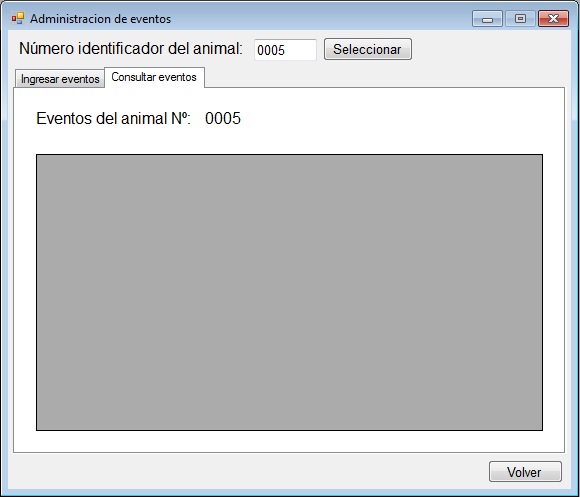 Administracion de eventos
Número identificador del animal: 0005 Seleccionar
Ingresar eventos Consultar eventos
Eventos del animal Nº: 0005
Volver